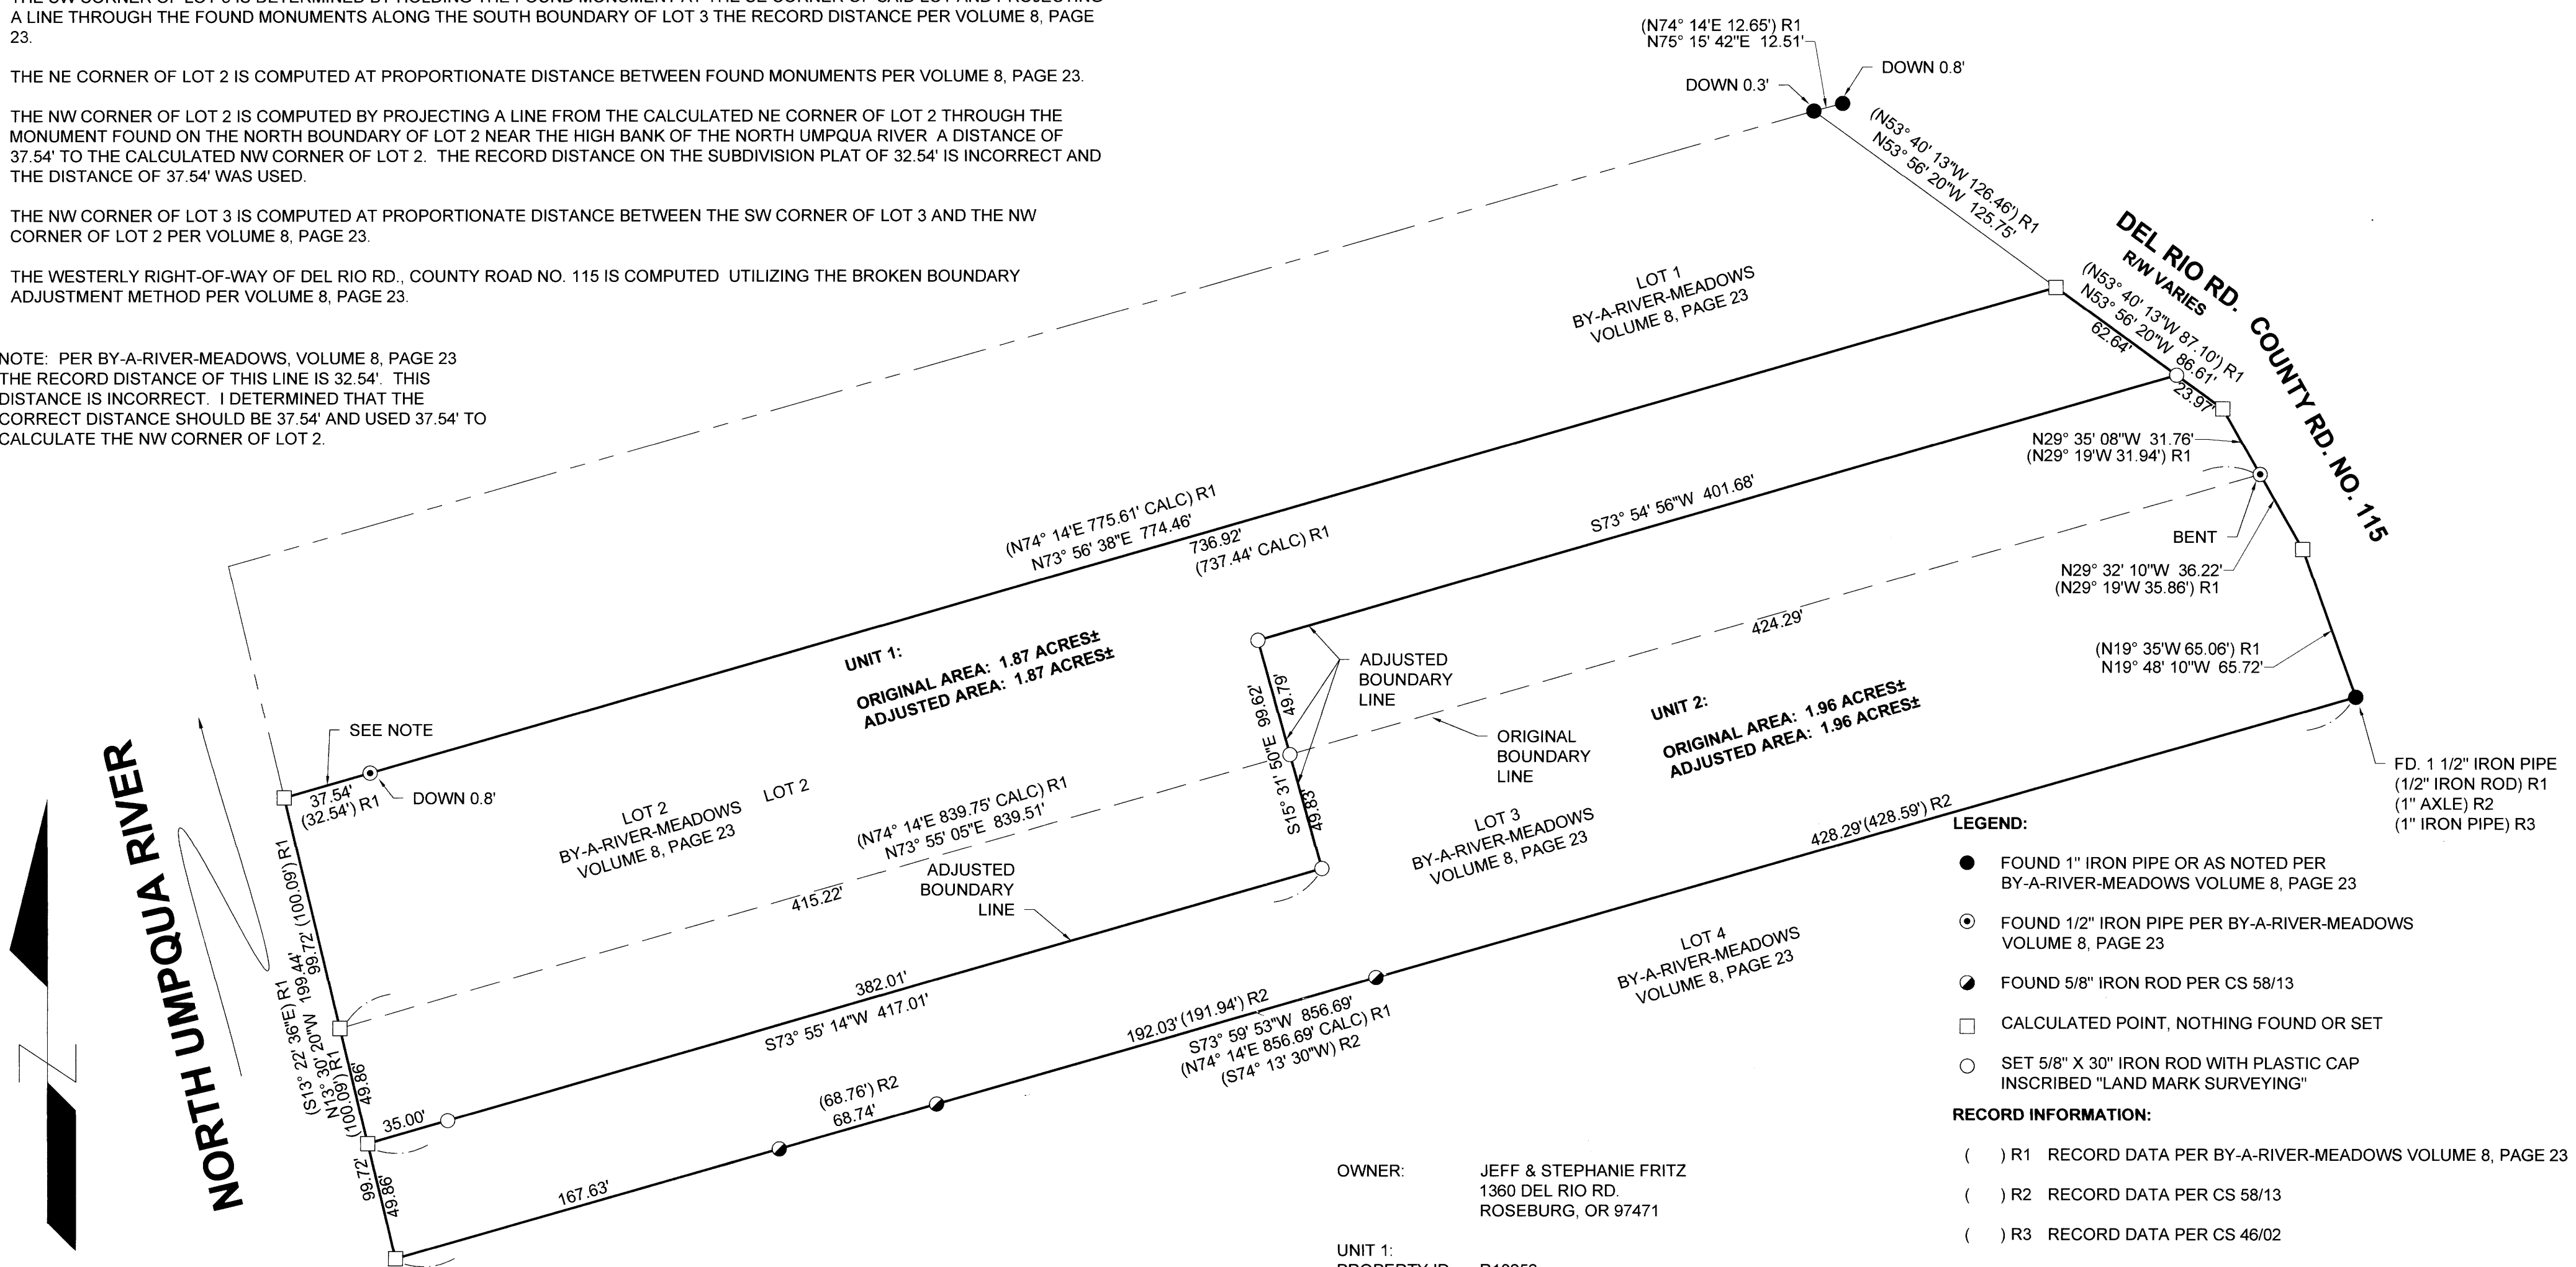 A LINE THROUGH THE FOUND MONUMENTS ALONG THE SOUTH BOUNDARY OF LOT 3 THE RECORD DISTANCE PER VOLUME 8, PAGE
23.
THE NE CORNER OF LOT 2 IS COMPUTED AT PROPORTIONATE DISTANCE BETWEEN FOUND MONUMENTS PER VOLUME 8, PAGE 23.
THE NW CORNER OF LOT 2 IS COMPUTED BY PROJECTING A LINE FROM THE CALCULATED NE CORNER OF LOT 2 THROUGH THE
MONUMENT FOUND ON THE NORTH BOUNDARY OF LOT 2 NEAR THE HIGH BANK OF THE NORTH UMPQUA RIVER A DISTANCE OF
37.54' TO THE CALCULATED NW CORNER OF LOT 2. THE RECORD DISTANCE ON THE SUBDIVISION PLAT OF 32.54' IS INCORRECT AND
THE DISTANCE OF 37.54' WAS USED.
THE NW CORNER OF LOT 3 IS COMPUTED AT PROPORTIONATE DISTANCE BETWEEN THE SW CORNER OF LOT 3 AND THE NW
CORNER OF LOT 2 PER VOLUME 8, PAGE 23.
THE WESTERLY RIGHT-OF-WAY OF DEL RIO RD., COUNTY ROAD NO. 115 IS COMPUTED UTILIZING THE BROKEN BOUNDARY
ADJUSTMENT METHOD PER VOLUME 8, PAGE 23.
NOTE: PER BY-A-RIVER-MEADOWS, VOLUME 8, PAGE 23
THE RECORD DISTANCE OF THIS LINE IS 32.54'. THIS
DISTANCE IS INCORRECT. I DETERMINED THAT THE
CORRECT DISTANCE SHOULD BE 37.54' AND USED 37.54' TO
CALCULATE THE NW CORNER OF LOT 2.
(N74° 14'E 12.65') R1
N75° 15' 42"E 12.51'
DOWN 0.3'
DOWN 0.8'
(N53° 40' 13"W 126.46') R1
N53° 56' 20"W 125.75'
DEL RIO RD. COUNTY RD. NO. 115
R/W VARIES
(N53° 40' 13"W 87.10') R1
N53° 56' 20"W 86.61'
62.64'
23.97'
LOT 1
BY-A-RIVER-MEADOWS
VOLUME 8, PAGE 23
N29° 35' 08"W 31.76'
(N29° 19'W 31.94') R1
BENT
N29° 32' 10"W 36.22'
(N29° 19'W 35.86') R1
(N19° 35'W 65.06') R1
N19° 48' 10"W 65.72'
FD. 1 1/2" IRON PIPE
(1/2" IRON ROD) R1
(1" AXLE) R2
(1" IRON PIPE) R3
(N74° 14'E 775.61' CALC) R1
N73° 56' 38"E 774.46'
736.92'
(737.44' CALC) R1
S73° 54' 56"W 401.68'
424.29'
UNIT 1:
ORIGINAL AREA: 1.87 ACRES±
ADJUSTED AREA: 1.87 ACRES±
ADJUSTED
BOUNDARY
LINE
S15° 31' 50"E 99.62'
49.79'
49.83'
ORIGINAL
BOUNDARY
LINE
UNIT 2:
ORIGINAL AREA: 1.96 ACRES±
ADJUSTED AREA: 1.96 ACRES±
SEE NOTE
37.54'
(32.54') R1
DOWN 0.8'
NORTH UMPQUA RIVER
LOT 2
BY-A-RIVER-MEADOWS
VOLUME 8, PAGE 23
LOT 2
(N74° 14'E 839.75' CALC) R1
N73° 55' 05"E 839.51'
415.22'
ADJUSTED
BOUNDARY
LINE
LOT 3
BY-A-RIVER-MEADOWS
VOLUME 8, PAGE 23
428.29'(428.59') R2
LOT 4
BY-A-RIVER-MEADOWS
VOLUME 8, PAGE 23
(S13° 22' 36"E) R1
N13° 30' 20"W 199.44'
99.72' (100.09') R1
(100.09') R1
49.86'
99.72'
49.86'
35.00'
382.01'
S73° 55' 14"W 417.01'
167.63'
(68.76') R2
68.74'
192.03' (191.94') R2
S73° 59' 53"W 856.69'
(N74° 14'E 856.69' CALC) R1
(S74° 13' 30"W) R2
LEGEND:
FOUND 1" IRON PIPE OR AS NOTED PER
BY-A-RIVER-MEADOWS VOLUME 8, PAGE 23
FOUND 1/2" IRON PIPE PER BY-A-RIVER-MEADOWS
VOLUME 8, PAGE 23
FOUND 5/8" IRON ROD PER CS 58/13
CALCULATED POINT, NOTHING FOUND OR SET
SET 5/8" X 30" IRON ROD WITH PLASTIC CAP
INSCRIBED "LAND MARK SURVEYING"
RECORD INFORMATION:
( ) R1 RECORD DATA PER BY-A-RIVER-MEADOWS VOLUME 8, PAGE 23
( ) R2 RECORD DATA PER CS 58/13
( ) R3 RECORD DATA PER CS 46/02
OWNER: JEFF & STEPHANIE FRITZ
1360 DEL RIO RD.
ROSEBURG, OR 97471
UNIT 1: